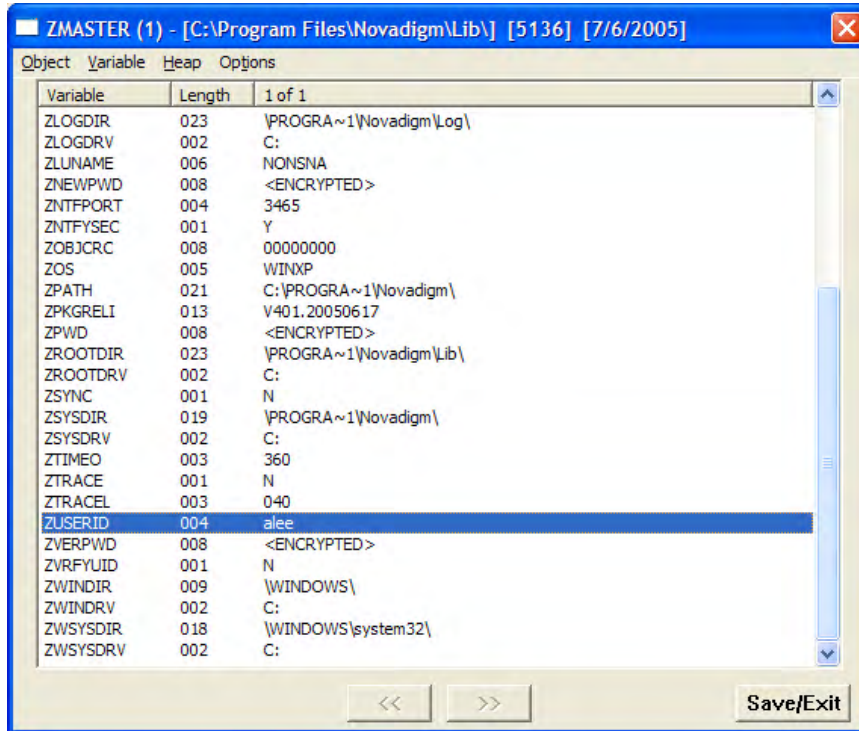 ZMASTER (1) - [C:\Program Files\Novadigm\Lib\] [5136] [7/6/2005]
Object Variable Heap Options
Variable Length 1 of 1
ZLOGDIR 023 \PROGRA~1\Novadigm\Log\
ZLOGDRV 002 C:
ZLUNAME 006 NONSNA
ZNEWPWD 008 <ENCRYPTED>
ZNTFPORT 004 3465
ZNTFYSEC 001 Y
ZOBJCRC 008 00000000
ZOS 005 WINXP
ZPATH 021 C:\PROGRA~1\Novadigm\
ZPKGRELI 013 V401.20050617
ZPWD 008 <ENCRYPTED>
ZROOTDIR 023 \PROGRA~1\Novadigm\Lib\
ZROOTDRV 002 C:
ZSYNC 001 N
ZSYSDIR 019 \PROGRA~1\Novadigm\
ZSYSDRV 002 C:
ZTIMEO 003 360
ZTRACE 001 N
ZTRACEL 003 040
ZUSERID 004 alee
ZVERPWD 008 <ENCRYPTED>
ZVRFYUID 001 N
ZWINDIR 009 \WINDOWS\
ZWINDRV 002 C:
ZWSYSDIR 018 \WINDOWS\system32\
ZWSYSDRV 002 C:
<< >> Save/Exit